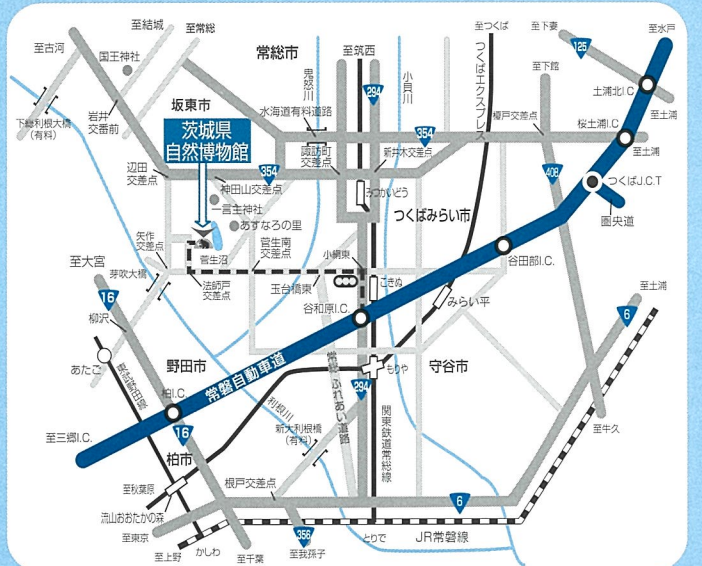 至結城
至常総
至古河
国王神社
常総市
至筑西
至つくば
至下妻
至水戸
125
294
鬼怒川
小貝川
つくばエクスプレス
至下館
土浦北I.C
至土浦
岩井
交番前
坂東市
水海道有料道路
榎戸交差点
下総利根大橋
(有料)
茨城県
自然博物館
354
桜土浦I.C
至土浦
諏訪町
交差点
新井木交差点
辺田
交差点
354
神田山交差点
408
つくばJ.C.T
みつかいどう
一言主神社
つくばみらい市
圏央道
あすなろの里
矢作
交差点
菅生沼
菅生南
交差点
小絹東
谷田部I.C.
至大宮
芽吹大橋
法師戸
交差点
玉台橋東
こきぬ
至土浦
16
谷和原I.C.
みらい平
6
柳沢
野田市
常磐自動車道
守谷市
もりや
あたご
東武野田線
常総ふれあい道路
294
柏I.C.
利根川
関東鉄道常総線
至三郷I.C.
16
新大利根橋
(有料)
至牛久
柏市
根戸交差点
至秋葉原
流山おおたかの森
6
至東京
至上野
かしわ
至千葉
356
至我孫子
とりで
JR常磐線